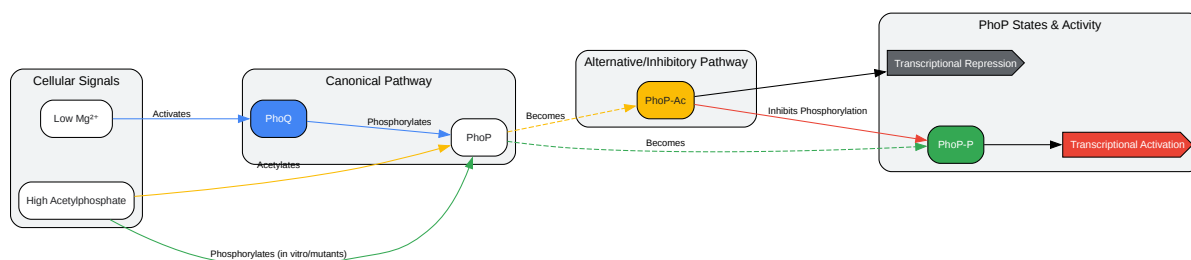 Cellular Signals
Low Mg²⁺
High Acetylphosphate
Activates
Acetylates
Phosphorylates (in vitro/mutants)
Canonical Pathway
PhoQ
Phosphorylates
PhoP
Becomes
Becomes
Alternative/Inhibitory Pathway
PhoP-Ac
Inhibits Phosphorylation
PhoP States & Activity
Transcriptional Repression
PhoP-P
Transcriptional Activation